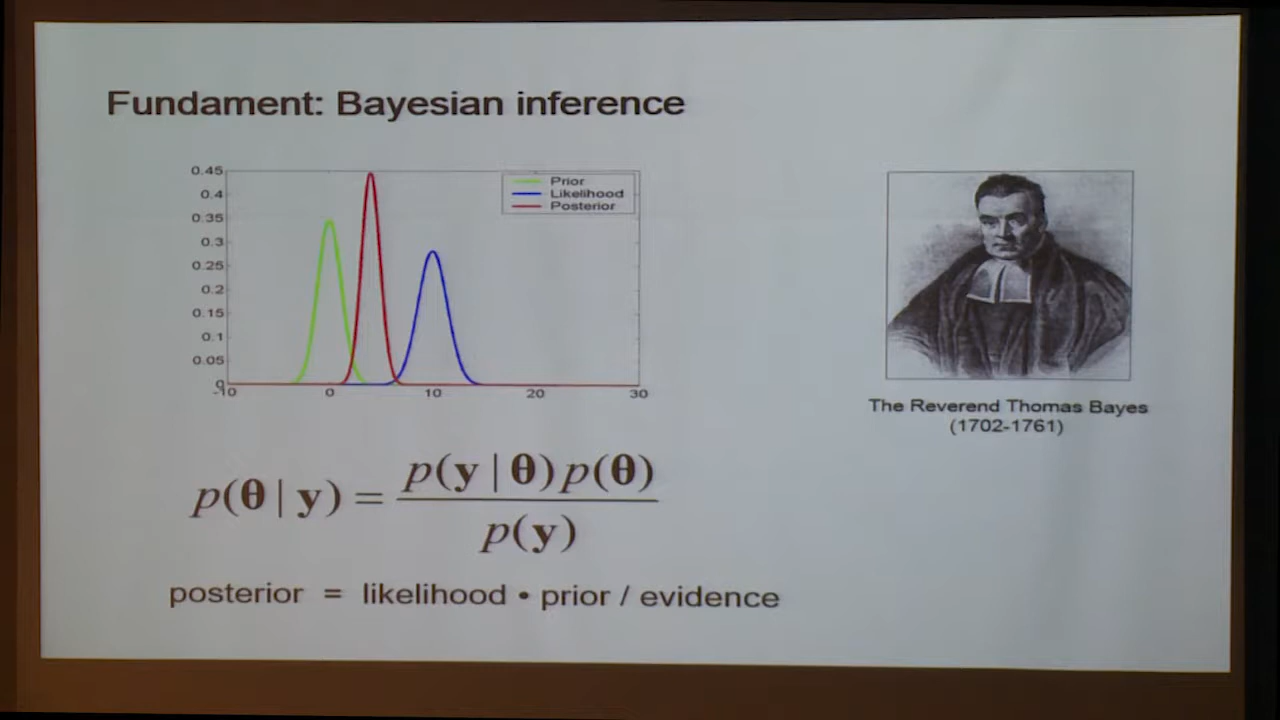 Fundament: Bayesian inference
0.45
0.4
0.35
0.3
0.25
0.2
0.15
0.1
0.05
0
-10 0 10 20 30
Prior
Likelihood
Posterior
The Reverend Thomas Bayes
(1702-1761)
p(θ | y) = p(y | θ) p(θ)
p(y)
posterior = likelihood • prior / evidence